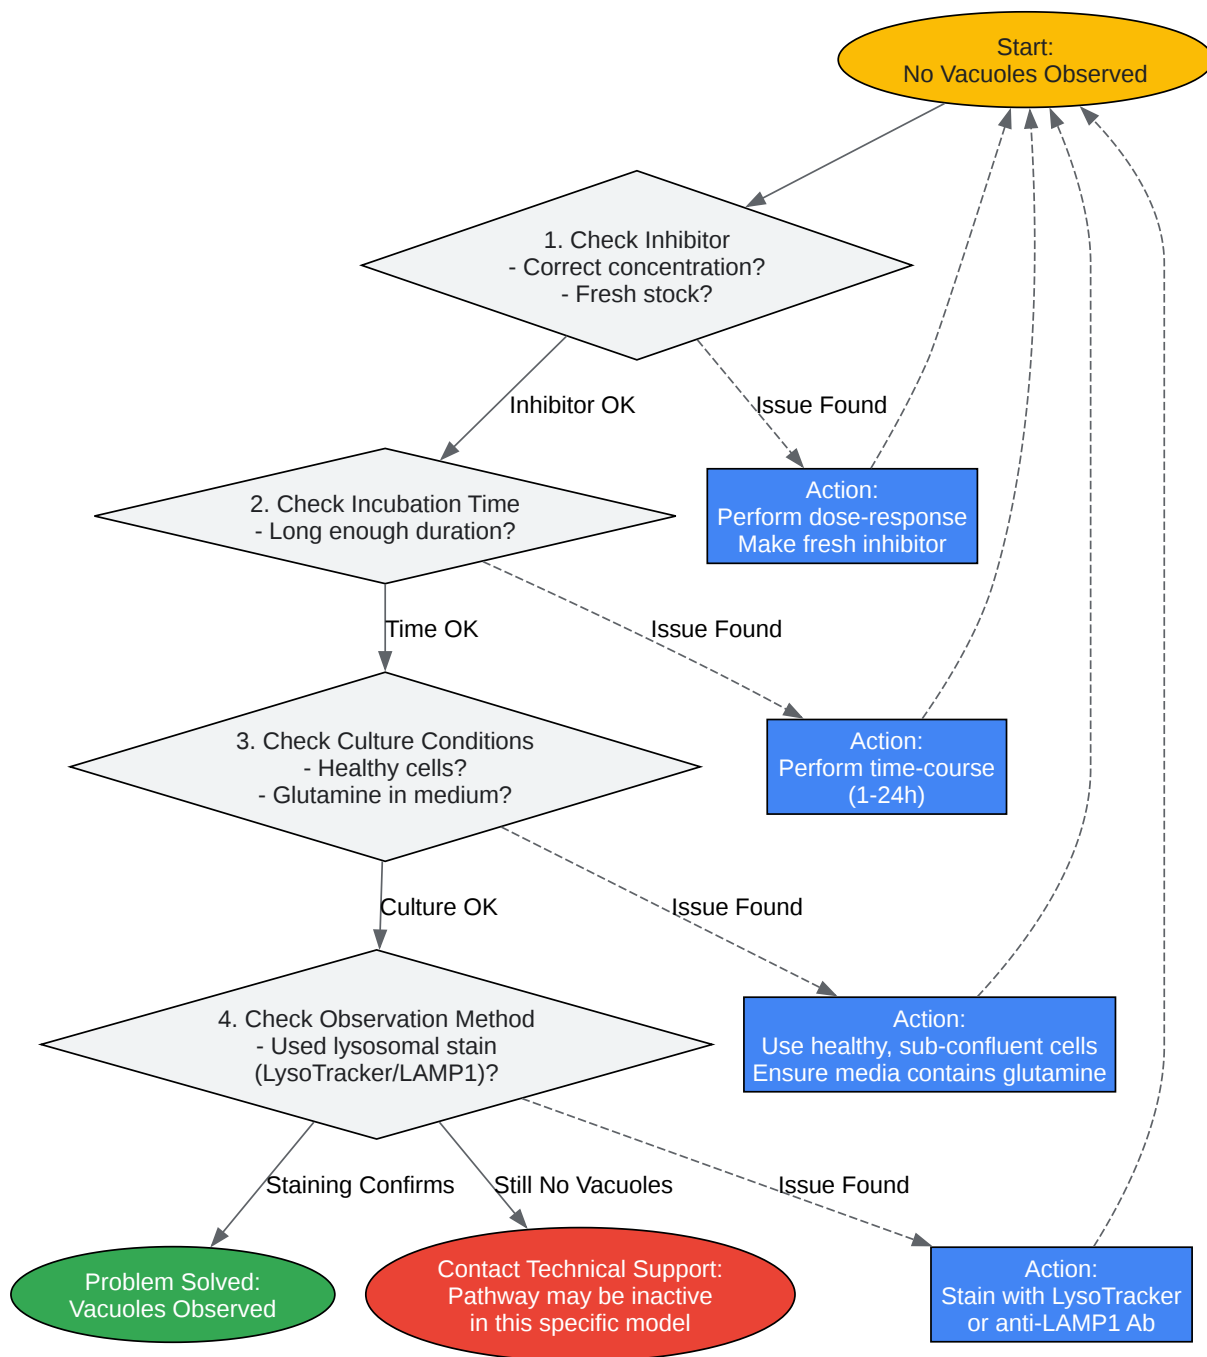 Start:
No Vacuoles Observed
1. Check Inhibitor
- Correct concentration?
- Fresh stock?
Inhibitor OK
Issue Found
2. Check Incubation Time
- Long enough duration?
Action:
Perform dose-response
Make fresh inhibitor
Time OK
Issue Found
3. Check Culture Conditions
- Healthy cells?
- Glutamine in medium?
Action:
Perform time-course
(1-24h)
Culture OK
Issue Found
4. Check Observation Method
- Used lysosomal stain
(LysoTracker/LAMP1)?
Action:
Use healthy, sub-confluent cells
Ensure media contains glutamine
Staining Confirms
Still No Vacuoles
Issue Found
Problem Solved:
Vacuoles Observed
Contact Technical Support:
Pathway may be inactive
in this specific model
Action:
Stain with LysoTracker
or anti-LAMP1 Ab